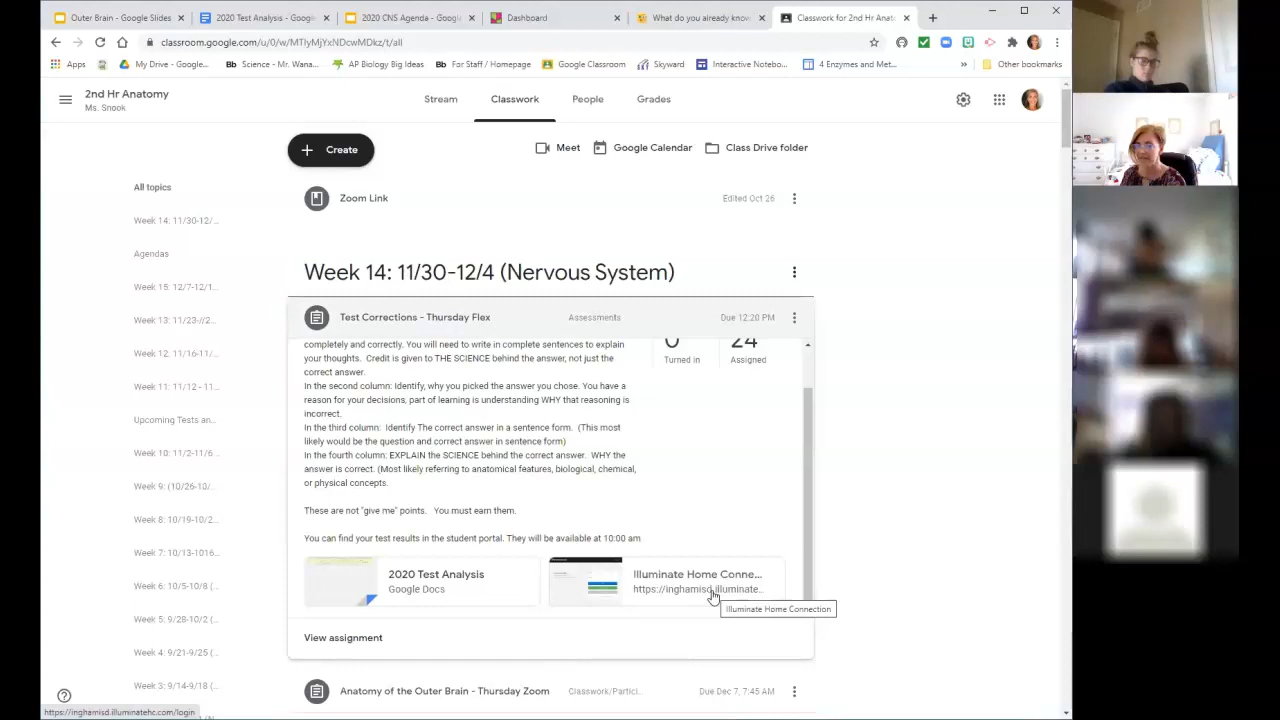 Outer Brain - Google Slides
2020 Test Analysis - Googl
2020 CNS Agenda - Google
Dashboard
What do you already know
Classwork for 2nd Hr Anato
classroom.google.com/u/0/w/MTIyMjYxNDcwMDkz/t/all
Apps
My Drive - Google...
Science - Mr. Wana...
AP Biology Big Ideas
For Staff / Homepage
Google Classroom
Skyward
Interactive Notebo...
4 Enzymes and Met...
»
Other bookmarks
2nd Hr Anatomy
Ms. Snook
Stream
Classwork
People
Grades
Create
Meet
Google Calendar
Class Drive folder
All topics
Week 14: 11/30-12/...
Agendas
Week 15: 12/7-12/1...
Week 13: 11/23-//2...
Week 12: 11/16-11/...
Week 11: 11/12 - 11...
Upcoming Tests an...
Week 10: 11/2-11/6...
Week 9: (10/26-10/...
Week 8: 10/19-10/2...
Week 7: 10/13-1016...
Week 6: 10/5-10/8 (...
Week 5: 9/28-10/2 (...
Week 4: 9/21-9/25 (...
Week 3: 9/14-9/18 (...
Zoom Link
Edited Oct 26
Week 14: 11/30-12/4 (Nervous System)
Test Corrections - Thursday Flex
Assessments
Due 12:20 PM
completely and correctly. You will need to write in complete sentences to explain
your thoughts. Credit is given to THE SCIENCE behind the answer, not just the
correct answer.
In the second column: Identify, why you picked the answer you chose. You have a
reason for your decisions, part of learning is understanding WHY that reasoning is
incorrect.
In the third column: Identify The correct answer in a sentence form. (This most
likely would be the question and correct answer in sentence form)
In the fourth column: EXPLAIN the SCIENCE behind the correct answer. WHY the
answer is correct. (Most likely referring to anatomical features, biological, chemical,
or physical concepts.
These are not "give me" points. You must earn them.
You can find your test results in the student portal. They will be available at 10:00 am
0
Turned in
24
Assigned
2020 Test Analysis
Google Docs
Illuminate Home Conne...
https://inghamisd.illuminate...
Illuminate Home Connection
View assignment
Anatomy of the Outer Brain - Thursday Zoom
Classwork/Partici...
Due Dec 7, 7:45 AM
https://inghamisd.illuminatehc.com/login